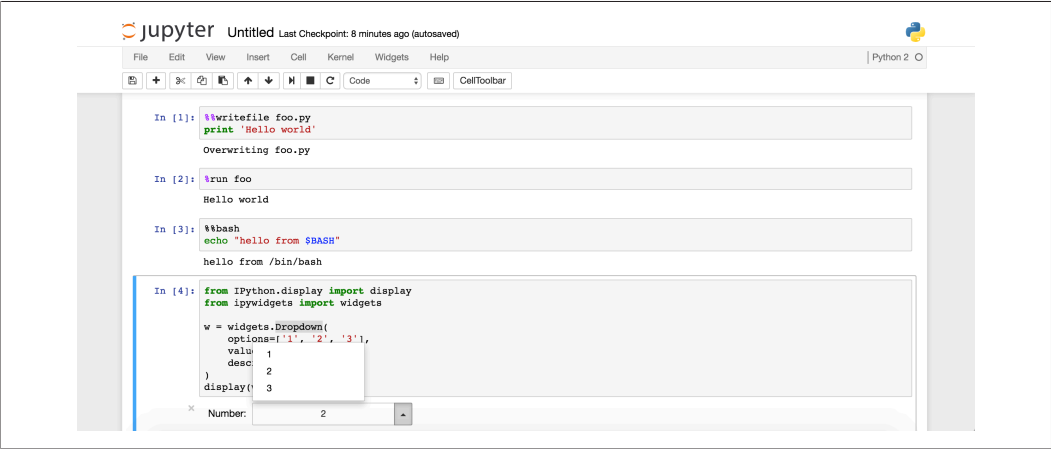 jupyter Untitled Last Checkpoint: 8 minutes ago (autosaved)
File Edit View Insert Cell Kernel Widgets Help Python 2
Code CellToolbar
In [1]: %%writefile foo.py
print 'Hello world'
Overwriting foo.py
In [2]: %run foo
Hello world
In [3]: %%bash
echo "hello from $BASH"
hello from /bin/bash
In [4]: from IPython.display import display
from ipywidgets import widgets
w = widgets.Dropdown(
options=['1', '2', '3'],
valu
1
desc
2
)
display(
3
Number: 2